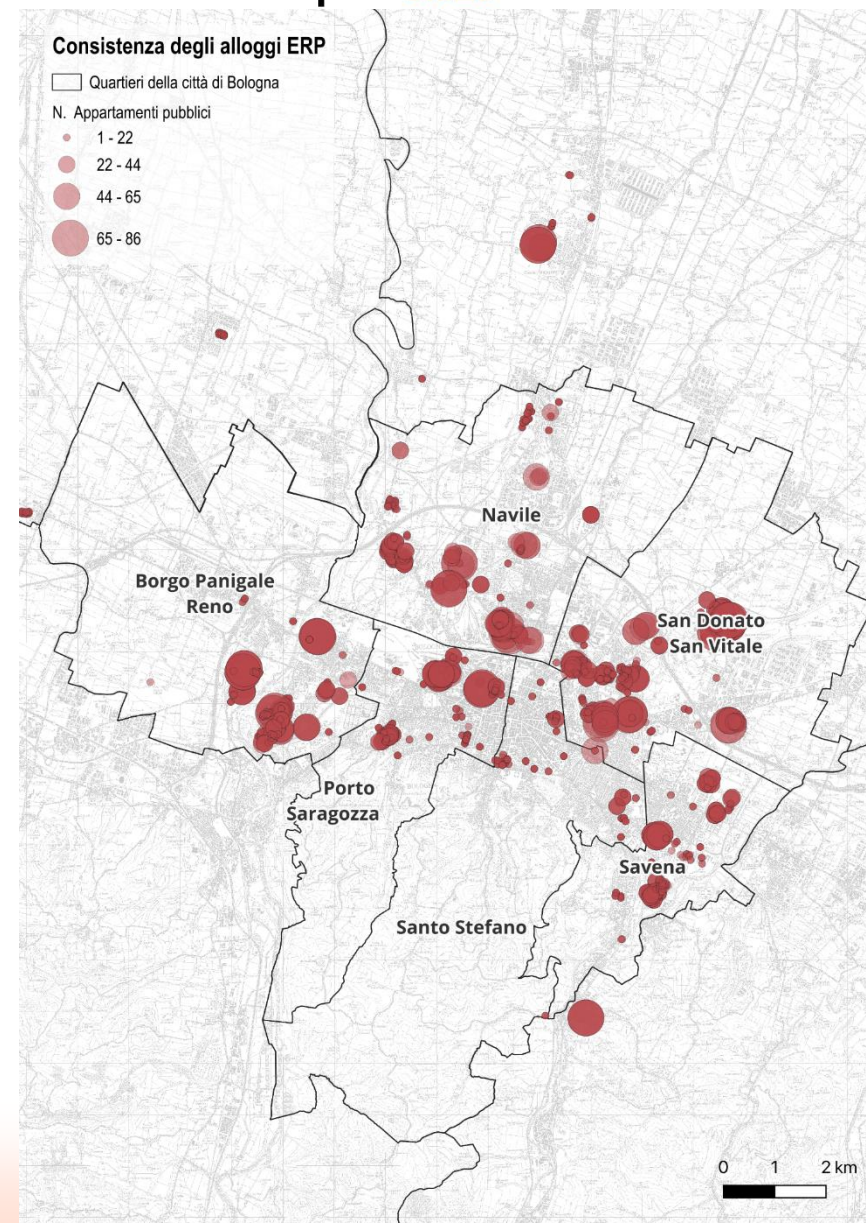 Consistenza degli alloggi ERP
Quartieri della città di Bologna
N. Appartamenti pubblici
1 - 22
22 - 44
44 - 65
65 - 86
Navile
Borgo Panigale
Reno
San Donato
San Vitale
Porto
Saragozza
Savena
Santo Stefano
0 1 2 km